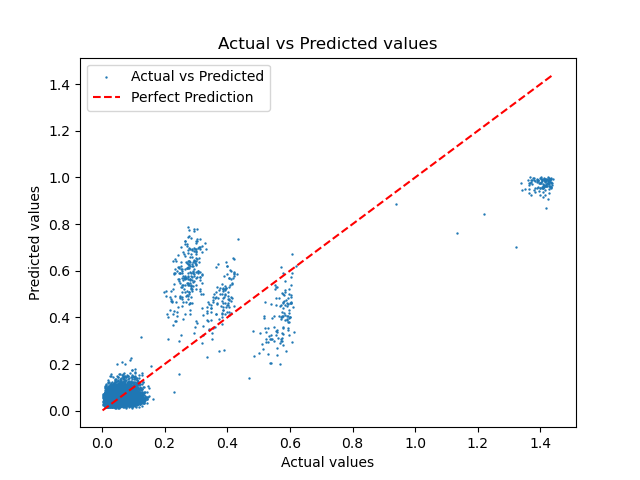 Actual vs Predicted values
Actual vs Predicted
Perfect Prediction
1.4
1.2
1.0
0.8
0.6
0.4
0.2
0.0
Predicted values
0.0 0.2 0.4 0.6 0.8 1.0 1.2 1.4
Actual values